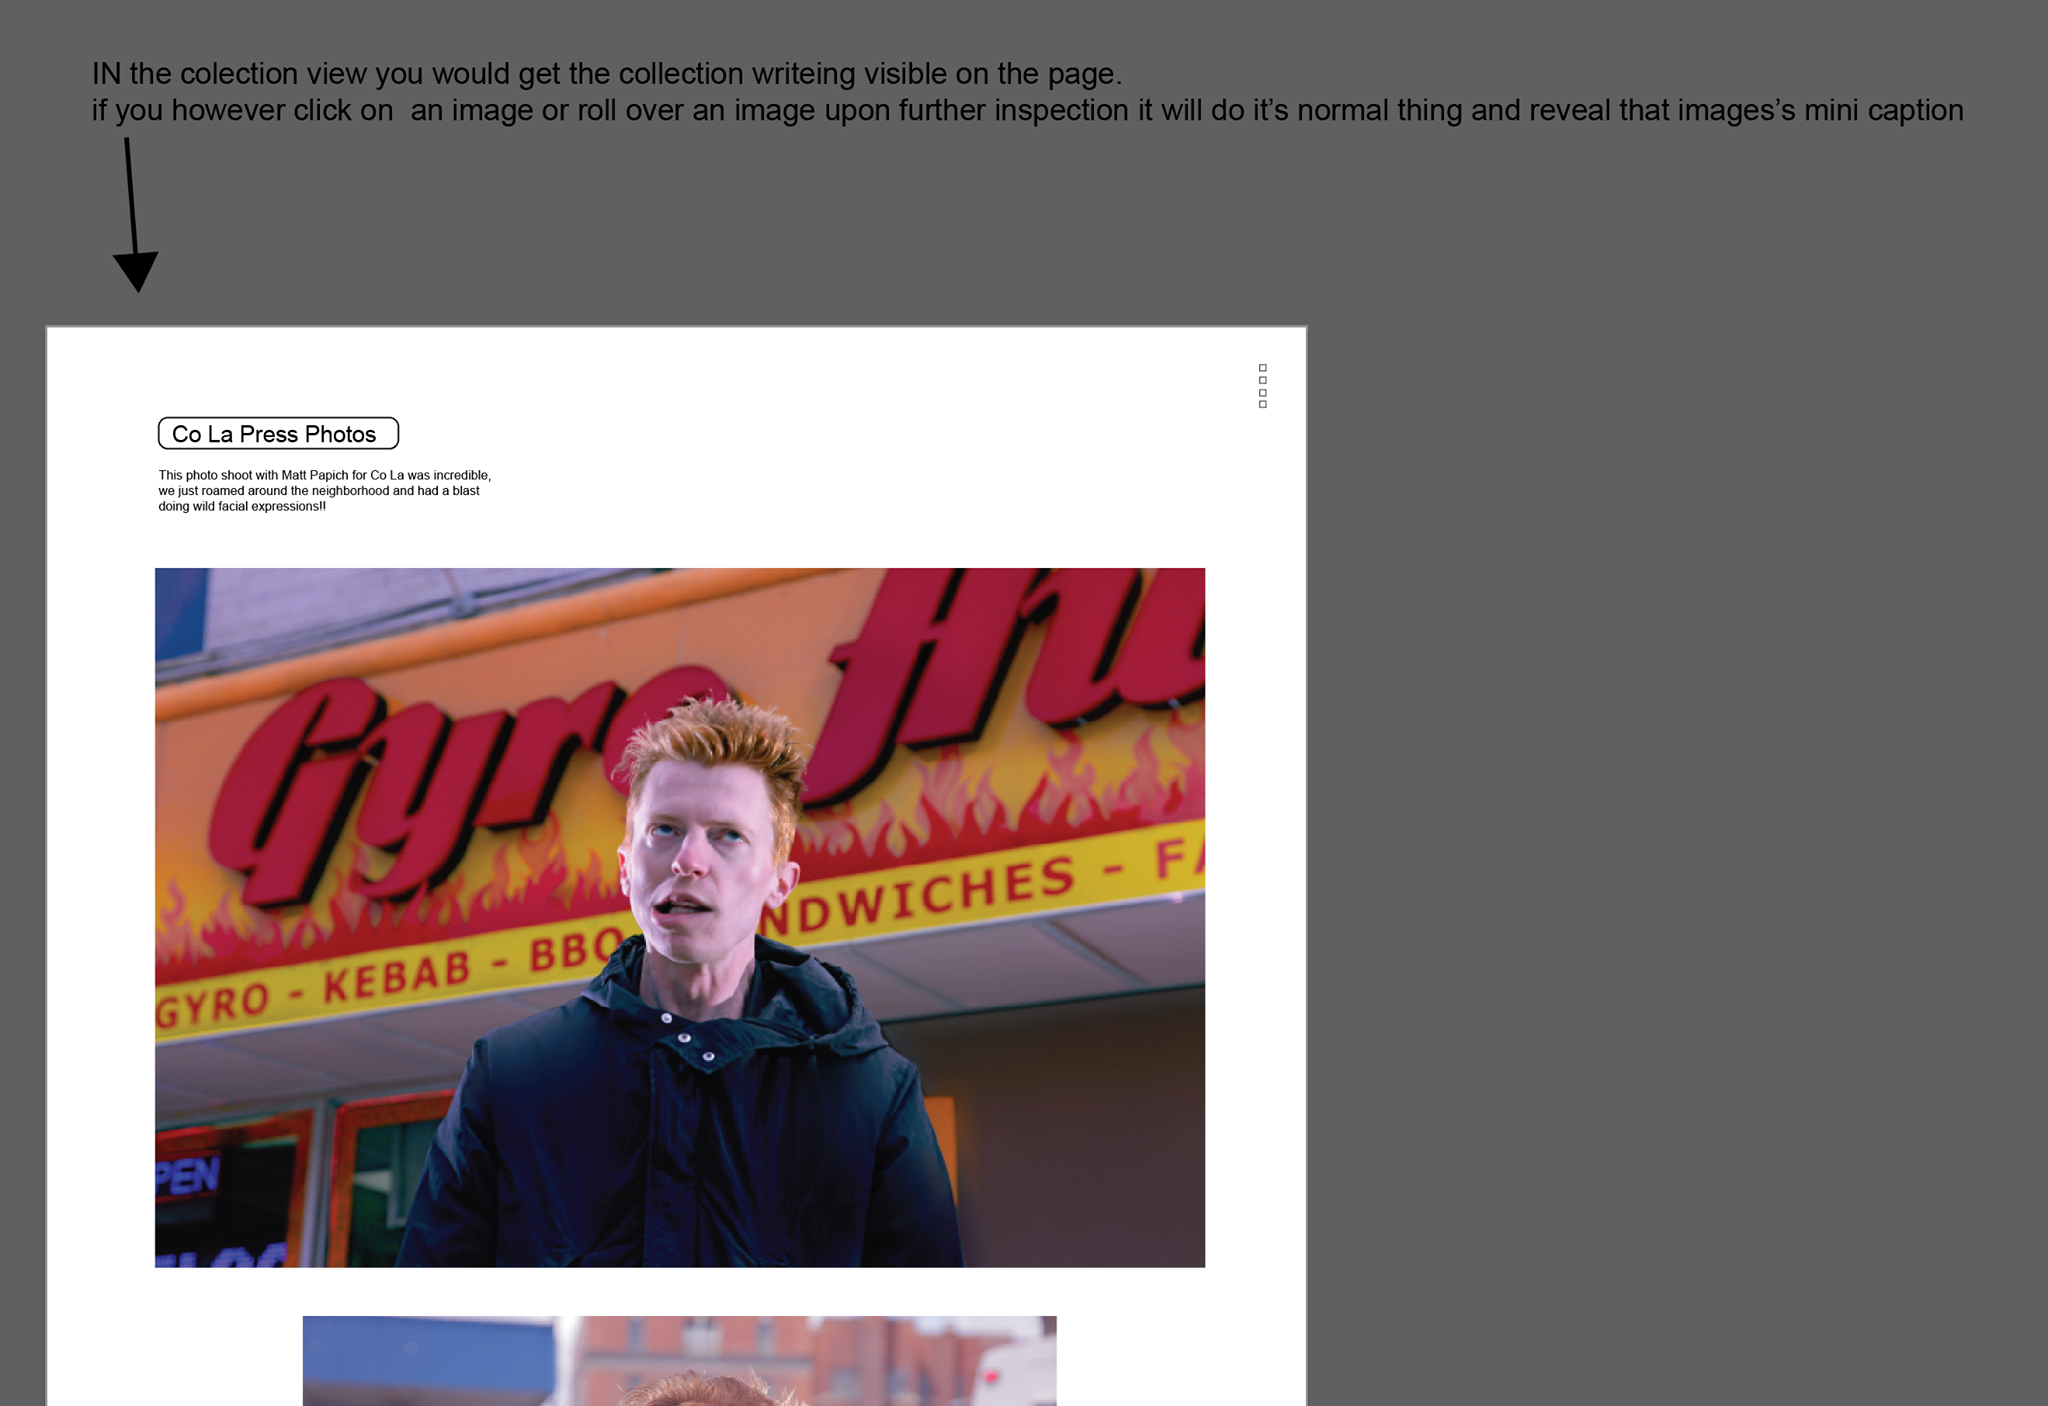 IN the colection view you would get the collection writeing visible on the page.
if you however click on  an image or roll over an image upon further inspection it will do it’s normal thing and reveal that images’s mini caption
Co La Press Photos
This photo shoot with Matt Papich for Co La was incredible,
we just roamed around the neighborhood and had a blast
doing wild facial expressions!!
Gyro Hu
GYRO - KEBAB - BBQ NDWICHES - FA
PEN